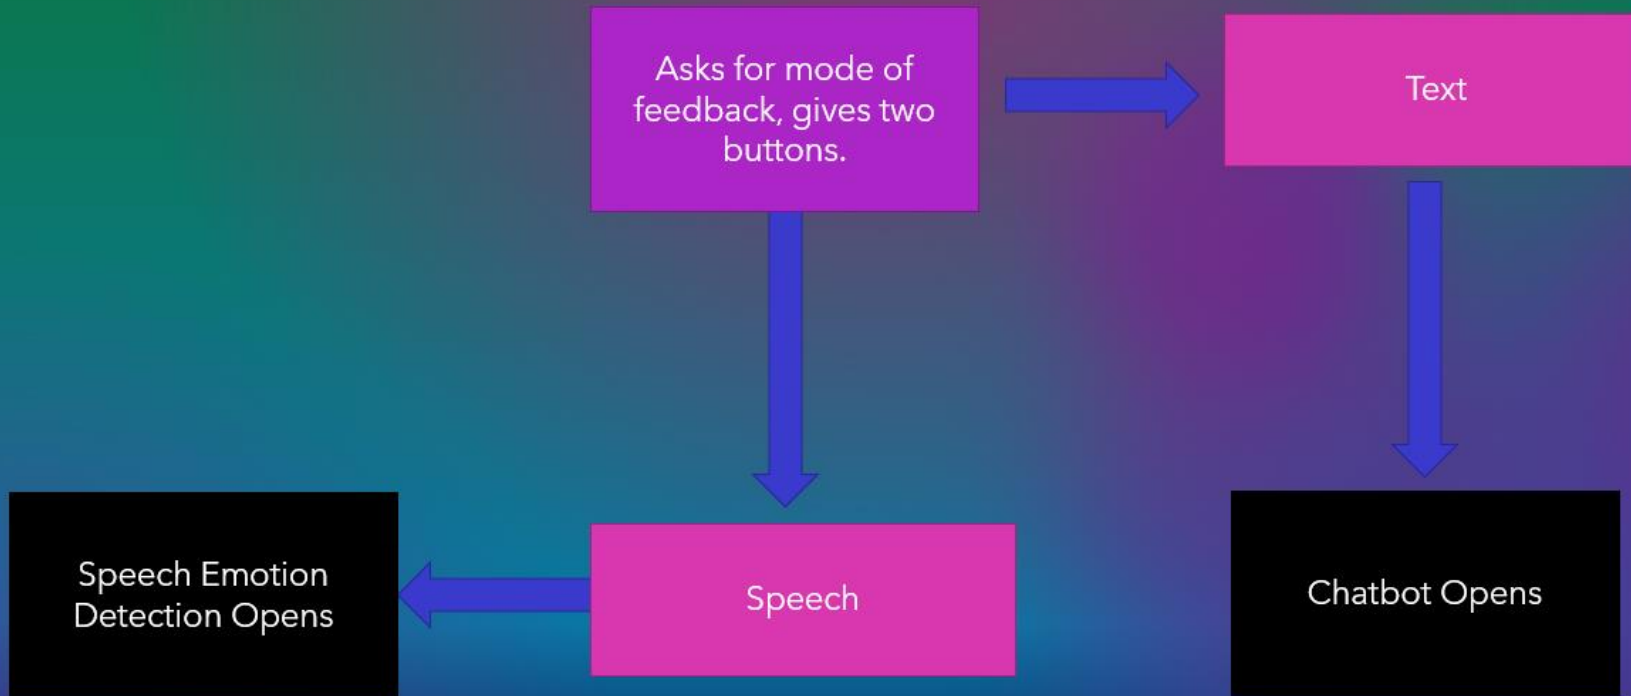 Asks for mode of
feedback, gives two
buttons.
Text
Speech Emotion
Detection Opens
Speech
Chatbot Opens